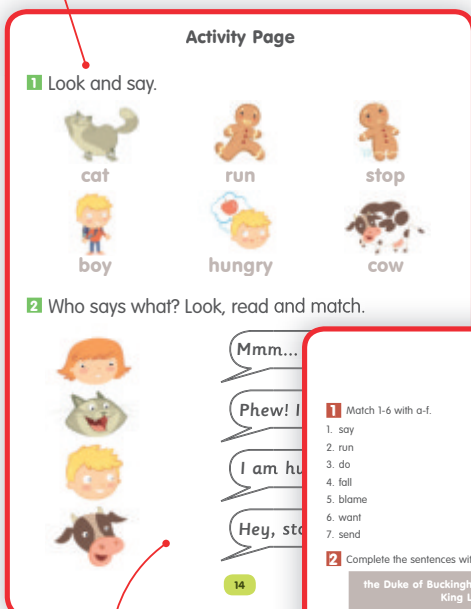 Activity Page
1 Look and say.
cat run stop
boy hungry cow
2 Who says what? Look, read and match.
Mmm...
Phew! I
I am hu
Hey, sto
14
1 Match 1-6 with a-f.
1. say
2. run
3. do
4. fall
5. blame
6. want
7. send
2 Complete the sentences wit
the Duke of Buckingh
King L